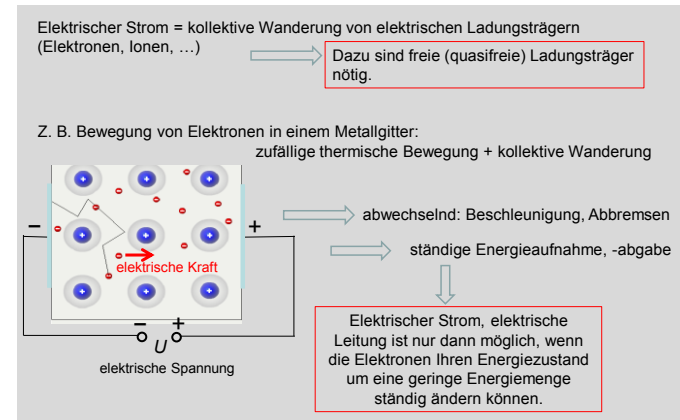 Elektrischer Strom = kollektive Wanderung von elektrischen Ladungsträgern
(Elektronen, Ionen, …)
Dazu sind freie (quasifreie) Ladungsträger
nötig.
Z. B. Bewegung von Elektronen in einem Metallgitter:
zufällige thermische Bewegung + kollektive Wanderung
+ + +
− +
+ + +
elektrische Kraft
+ + +
− +
U
elektrische Spannung
abwechselnd: Beschleunigung, Abbremsen
ständige Energieaufnahme, -abgabe
Elektrischer Strom, elektrische
Leitung ist nur dann möglich, wenn
die Elektronen Ihren Energiezustand
um eine geringe Energiemenge
ständig ändern können.